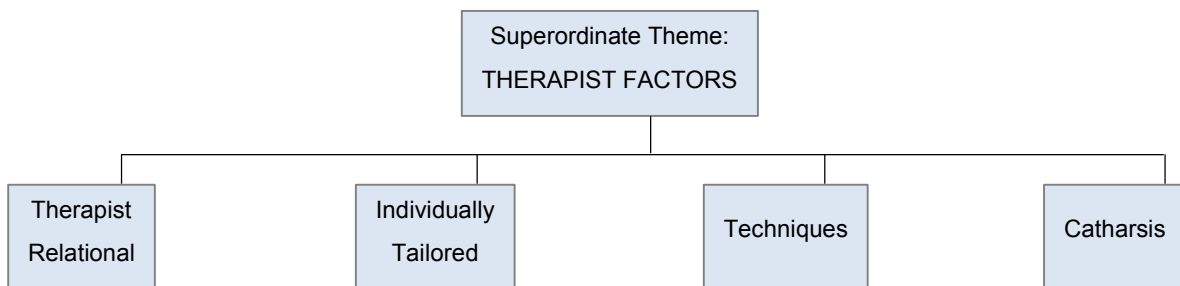 Superordinate Theme:
THERAPIST FACTORS
Therapist
Relational
Individually
Tailored
Techniques
Catharsis